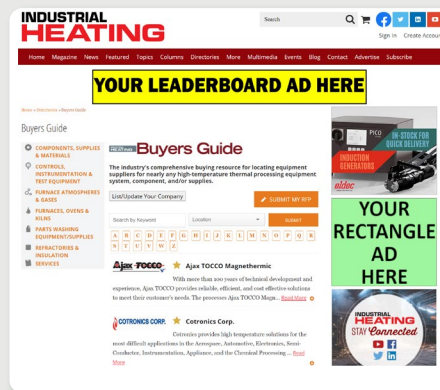 INDUSTRIAL
HEATING
Search
Sign In Create Accou
Home Magazine News Featured Topics Columns Directories More Multimedia Events Blog Contact Advertise Subscribe
YOUR LEADERBOARD AD HERE
Home » Directories » Buyers Guide
Buyers Guide
COMPONENTS, SUPPLIES
& MATERIALS
CONTROLS,
INSTRUMENTATION &
TEST EQUIPMENT
FURNACE ATMOSPHERES
& GASES
FURNACES, OVENS &
KILNS
PARTS WASHING
EQUIPMENT/SUPPLIES
REFRACTORIES &
INSULATION
SERVICES
INDUSTRIAL
HEATING
Buyers Guide
The industry's comprehensive buying resource for locating equipment
suppliers for nearly any high-temperature thermal processing equipment
system, component, and/or supplies.
List/Update Your Company
SUBMIT MY RFP
Search by Keyword
Location
SUBMIT
A B C D E F G H I J K L M N O P Q R
S T U V W Z
Ajax TOCCO
Ajax TOCCO Magnethermic
With more than 100 years of technical development and
experience, Ajax TOCCO provides reliable, efficient, and cost effective solutions
to meet their customer's needs. The processes Ajax TOCCO Magn... Read More
COTRONICS CORP.
Cotronics Corp.
Cotronics provides high temperature solutions for the
most difficult applications in the Aerospace, Automotive, Electronics, Semi-
Conductor, Instrumentation, Appliance, and the Chemical Processing ... Read
More
PICO
IN-STOCK FOR
QUICK DELIVERY
INDUCTION
GENERATORS
eldec
YOUR
RECTANGLE
AD
HERE
INDUSTRIAL
HEATING
STAY Connected